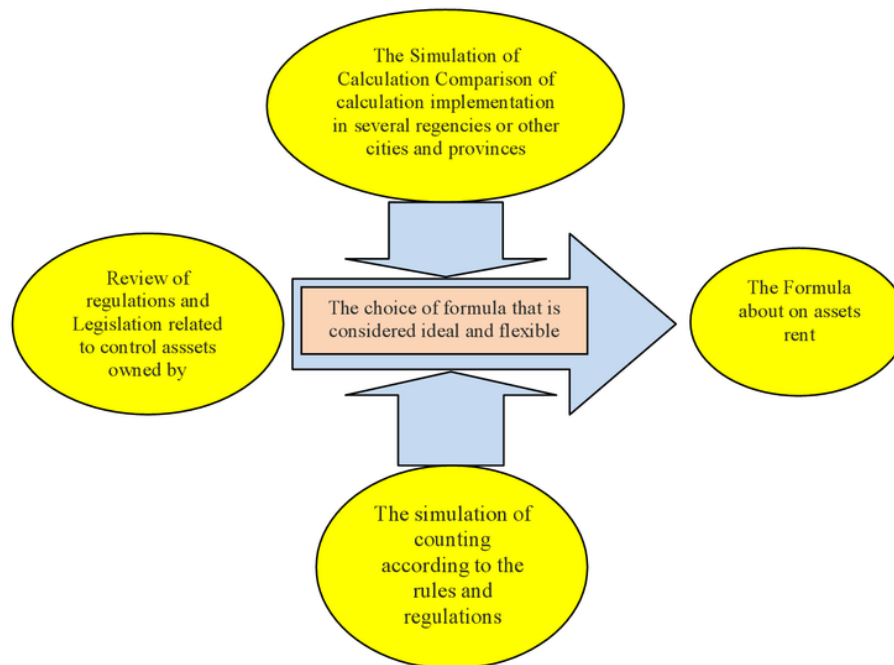 The Simulation of
Calculation Comparison of
calculation implementation
in several regencies or other
cities and provinces
Review of
regulations and
Legislation related
to control asssets
owned by
The choice of formula that is
considered ideal and flexible
The Formula
about on assets
rent
The simulation of
counting
according to the
rules and
regulations